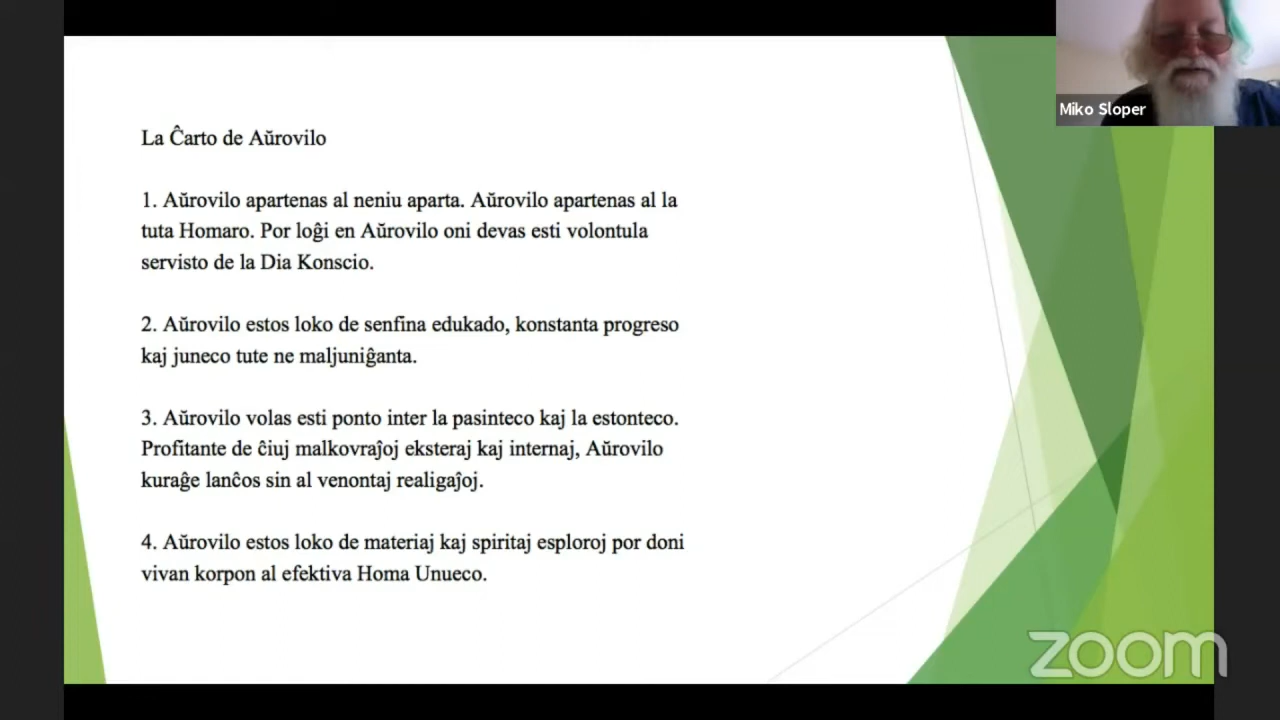 Miko Sloper
La Ĉarto de Aŭrovilo
1. Aŭrovilo apartenas al neniu aparta. Aŭrovilo apartenas al la
tuta Homaro. Por loĝi en Aŭrovilo oni devas esti volontula
servisto de la Dia Konscio.
2. Aŭrovilo estos loko de senfina edukado, konstanta progreso
kaj juneco tute ne maljuniĝanta.
3. Aŭrovilo volas esti ponto inter la pasinteco kaj la estonteco.
Profitante de ĉiuj malkovraĵoj eksteraj kaj internaj, Aŭrovilo
kuraĝe lanĉos sin al venontaj realigaĵoj.
4. Aŭrovilo estos loko de materiaj kaj spiritaj esploroj por doni
vivan korpon al efektiva Homa Unueco.
zoom